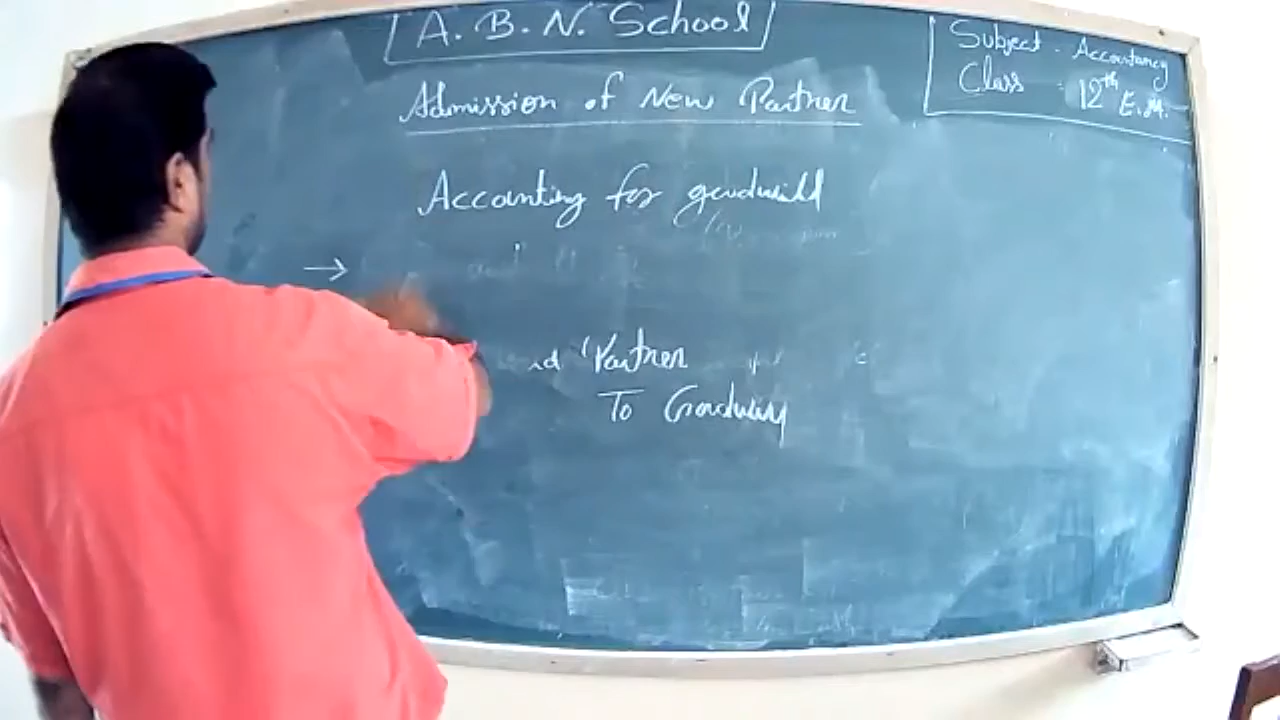 A. B. N. School
Subject - Accountancy
Class : 12th E.M.
Admission of New Partner
Accounting for goodwill
→
Partner
To Goodwill